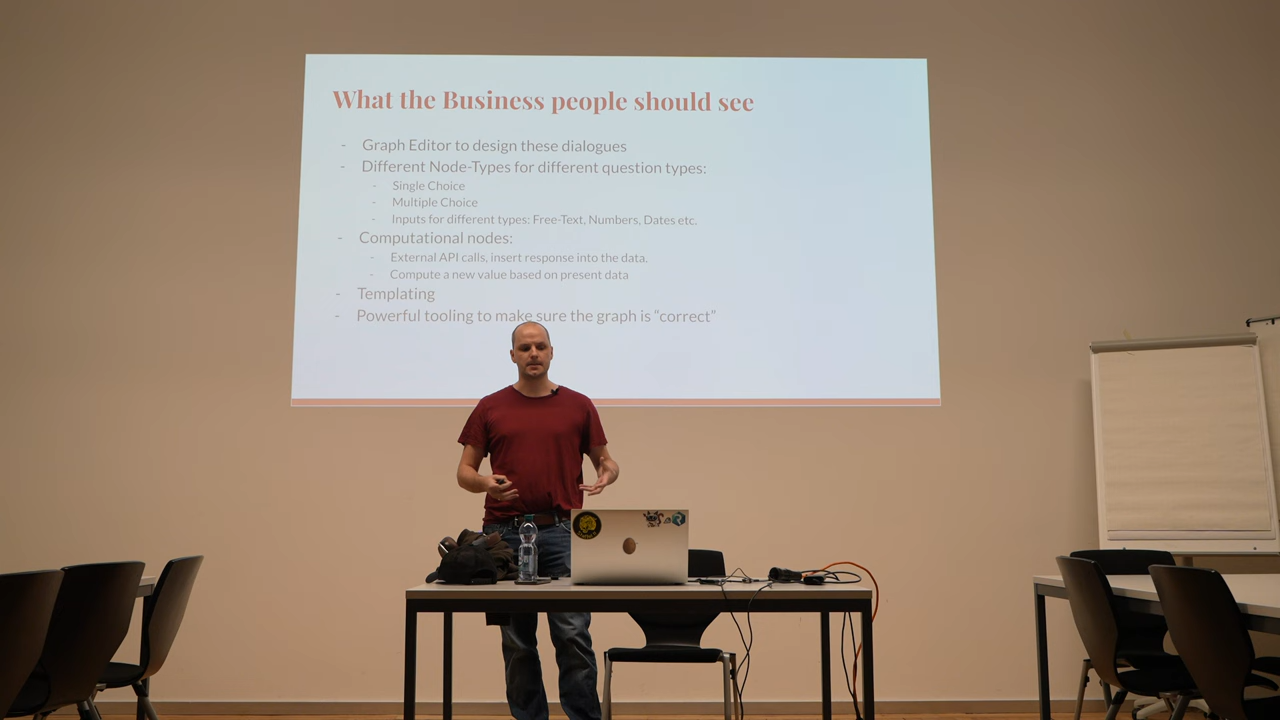 What the Business people should see
- Graph Editor to design these dialogues
- Different Node-Types for different question types:
- Single Choice
- Multiple Choice
- Inputs for different types: Free-Text, Numbers, Dates etc.
- Computational nodes:
- External API calls, insert response into the data.
- Compute a new value based on present data
- Templating
- Powerful tooling to make sure the graph is “correct”